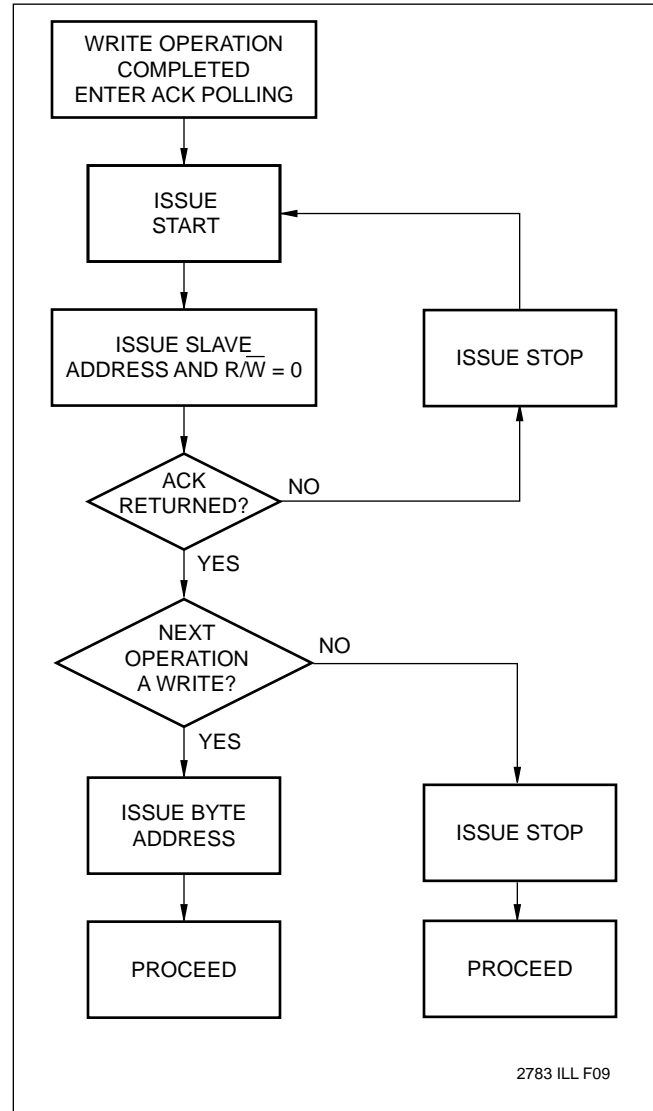 WRITE OPERATION
COMPLETED
ENTER ACK POLLING
ISSUE
START
ISSUE SLAVE
ADDRESS AND R/W̅ = 0
ISSUE STOP
ACK
RETURNED?
NO
YES
NEXT
OPERATION
A WRITE?
NO
YES
ISSUE BYTE
ADDRESS
ISSUE STOP
PROCEED
PROCEED
2783 ILL F09